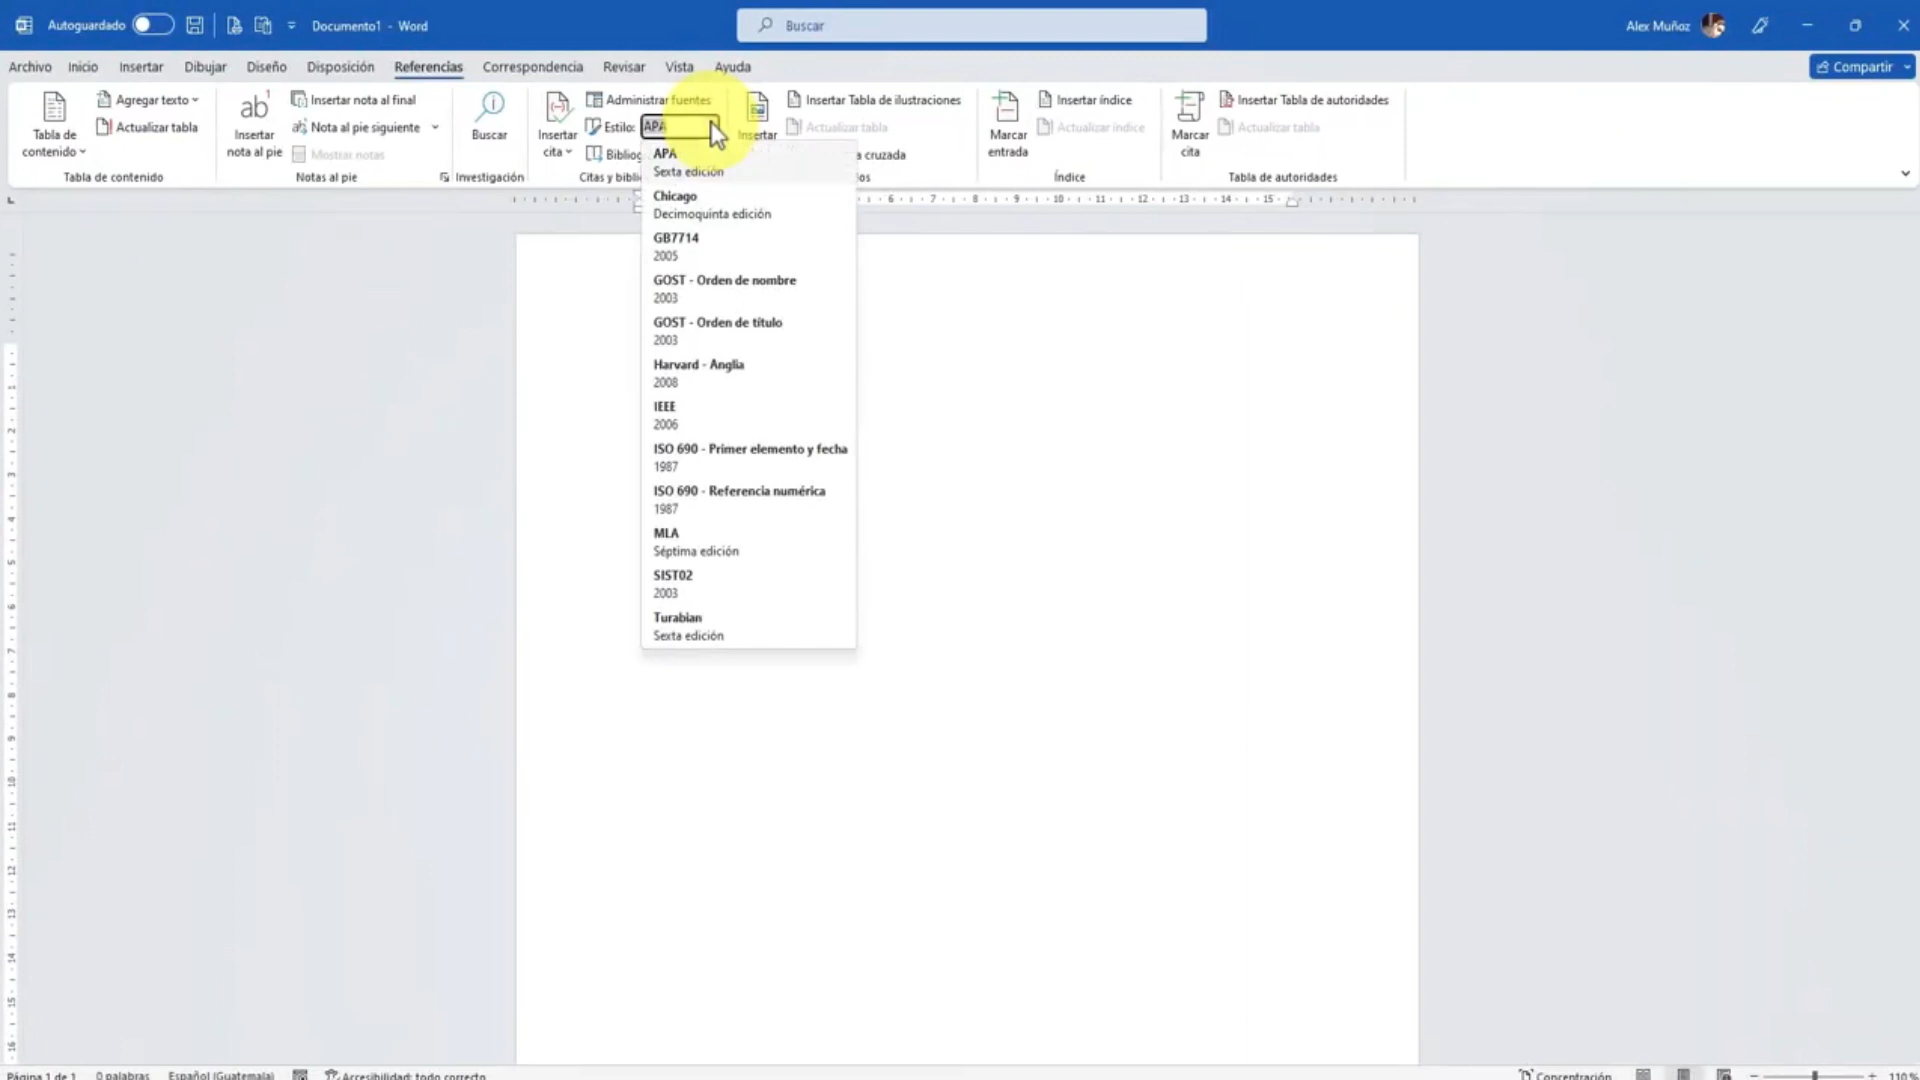 Autoguardado
Documento1 - Word
Buscar
Alex Muñoz
Archivo Inicio Insertar Dibujar Diseño Disposición Referencias Correspondencia Revisar Vista Ayuda
Compartir
Tabla de contenido
Agregar texto
Actualizar tabla
Tabla de contenido
ab1
Insertar nota al pie
Insertar nota al final
Nota al pie siguiente
Mostrar notas
Notas al pie
Buscar
Investigación
Insertar cita
Administrar fuentes
Estilo: APA
Insertar
Insertar Tabla de ilustraciones
Actualizar tabla
a cruzada
Marcar entrada
Insertar índice
Actualizar índice
Índice
Marcar cita
Insertar Tabla de autoridades
Actualizar tabla
Tabla de autoridades
Citas y
APA
Sexta edición
Chicago
Decimoquinta edición
GB7714
2005
GOST - Orden de nombre
2003
GOST - Orden de título
2003
Harvard - Anglia
2008
IEEE
2006
ISO 690 - Primer elemento y fecha
1987
ISO 690 - Referencia numérica
1987
MLA
Séptima edición
SIST02
2003
Turabian
Sexta edición
Página 1 de 1 0 palabras Español (Guatemala) Accesibilidad: todo correcto
Concentración
110 %